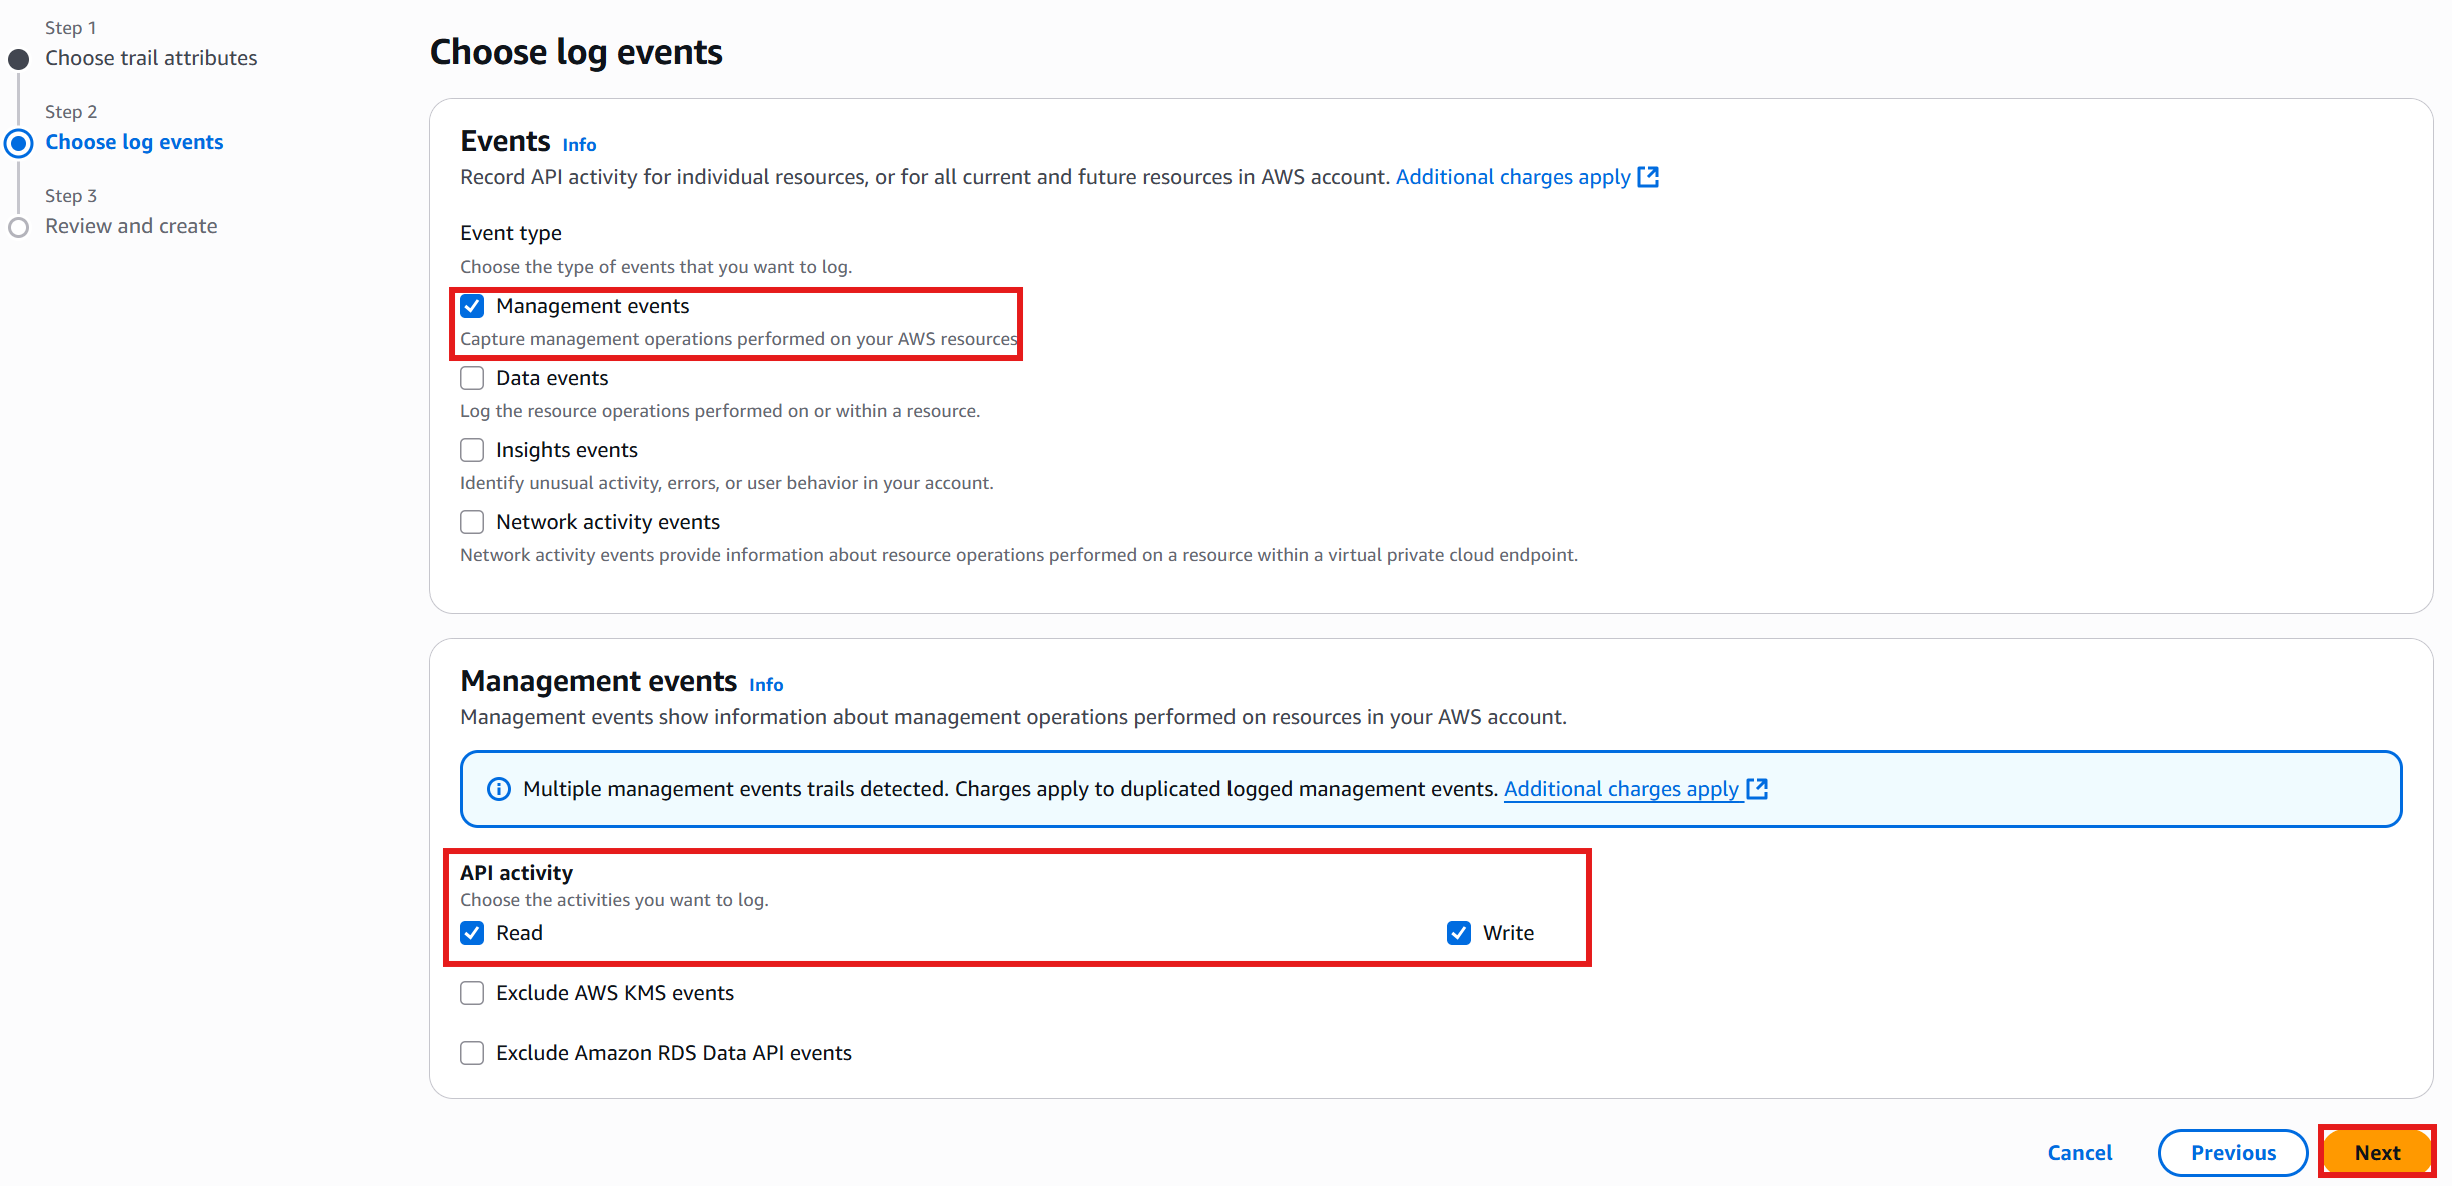 Step 1
Choose trail attributes
Step 2
Choose log events
Step 3
Review and create
Choose log events
Events Info
Record API activity for individual resources, or for all current and future resources in AWS account. Additional charges apply
Event type
Choose the type of events that you want to log.
Management events
Capture management operations performed on your AWS resources
Data events
Log the resource operations performed on or within a resource.
Insights events
Identify unusual activity, errors, or user behavior in your account.
Network activity events
Network activity events provide information about resource operations performed on a resource within a virtual private cloud endpoint.
Management events Info
Management events show information about management operations performed on resources in your AWS account.
Multiple management events trails detected. Charges apply to duplicated logged management events. Additional charges apply
API activity
Choose the activities you want to log.
Read Write
Exclude AWS KMS events
Exclude Amazon RDS Data API events
Cancel Previous Next